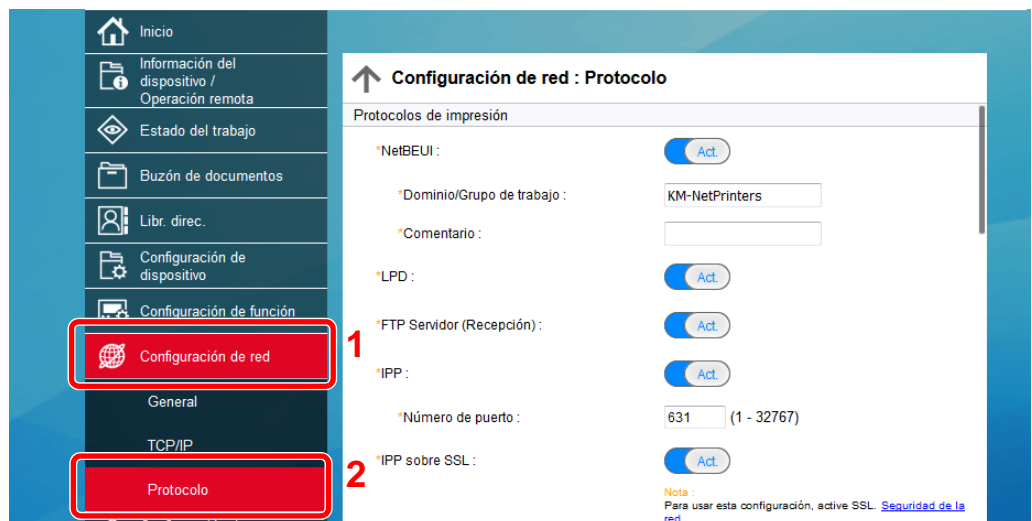 Inicio
Información del
dispositivo /
Operación remota
Estado del trabajo
Buzón de documentos
Libr. direc.
Configuración de
dispositivo
Configuración de función
1
Configuración de red
General
TCP/IP
2
Protocolo
Configuración de red : Protocolo
Protocolos de impresión
*NetBEUI : Act.
*Dominio/Grupo de trabajo : KM-NetPrinters
*Comentario :
*LPD : Act.
*FTP Servidor (Recepción) : Act.
*IPP : Act.
*Número de puerto : 631 (1 - 32767)
*IPP sobre SSL : Act.
Nota :
Para usar esta configuración, active SSL. Seguridad de la
red